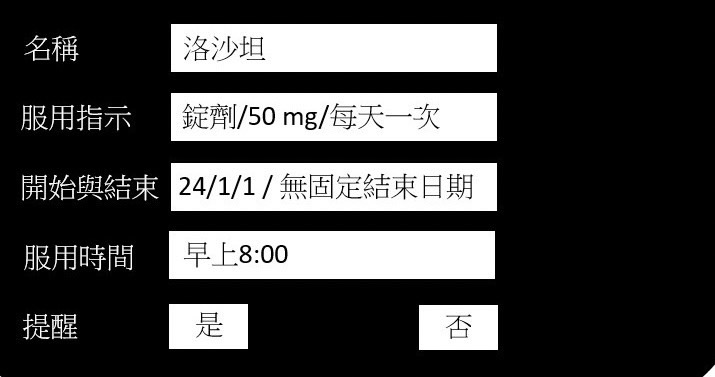 名稱 洛沙坦
服用指示 錠劑/50 mg/每天一次
開始與結束 24/1/1 / 無固定結束日期
服用時間 早上8:00
提醒 是 否